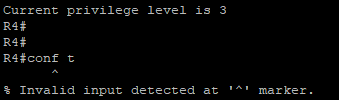 Current privilege level is 3
R4#
R4#
R4#conf t
      ^
% Invalid input detected at '^' marker.